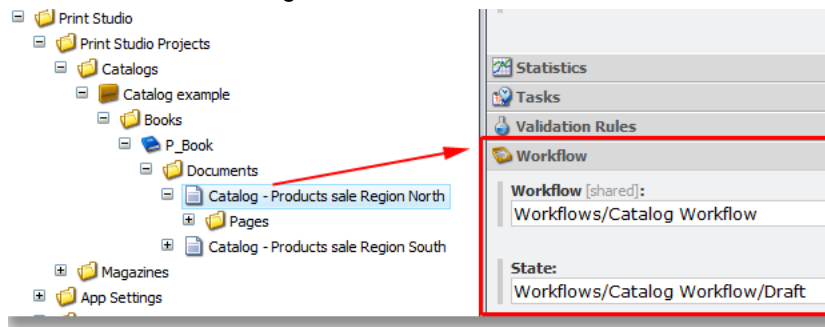 Print Studio
Print Studio Projects
Catalogs
Catalog example
Books
P_Book
Documents
Catalog - Products sale Region North
Pages
Catalog - Products sale Region South
Magazines
App Settings
Statistics
Tasks
Validation Rules
Workflow
Workflow [shared]:
Workflows/Catalog Workflow
State:
Workflows/Catalog Workflow/Draft